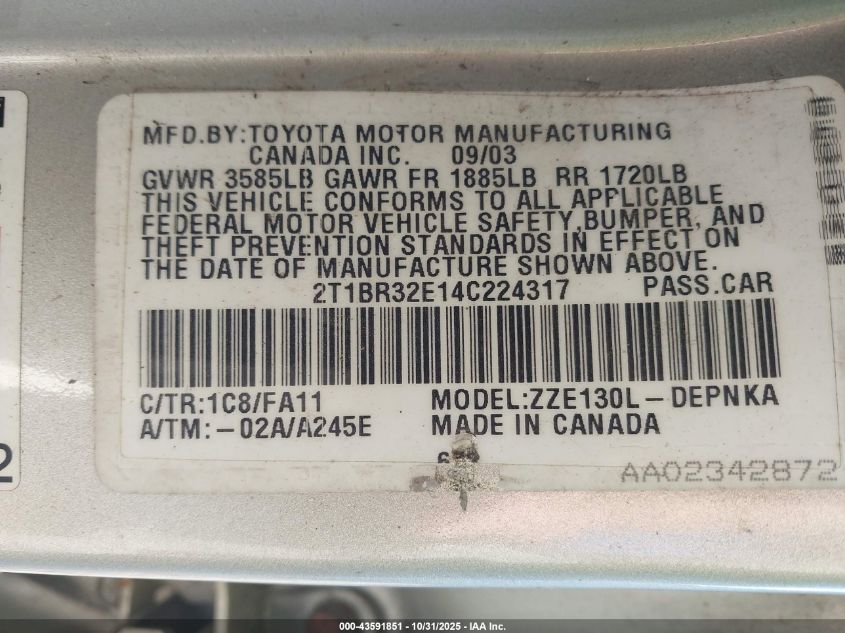 MFD.BY:TOYOTA MOTOR MANUFACTURING
CANADA INC. 09/03
GVWR 3585LB GAWR FR 1885LB RR 1720LB
THIS VEHICLE CONFORMS TO ALL APPLICABLE
FEDERAL MOTOR VEHICLE SAFETY,BUMPER, AND
THEFT PREVENTION STANDARDS IN EFFECT ON
THE DATE OF MANUFACTURE SHOWN ABOVE.
2T1BR32E14C224317 PASS.CAR
C/TR:1C8/FA11 MODEL:ZZE130L-DEPNKA
A/TM:-02A/A245E MADE IN CANADA
6
AA02342872
2
000-43591851 - 10/31/2025 - IAA Inc.